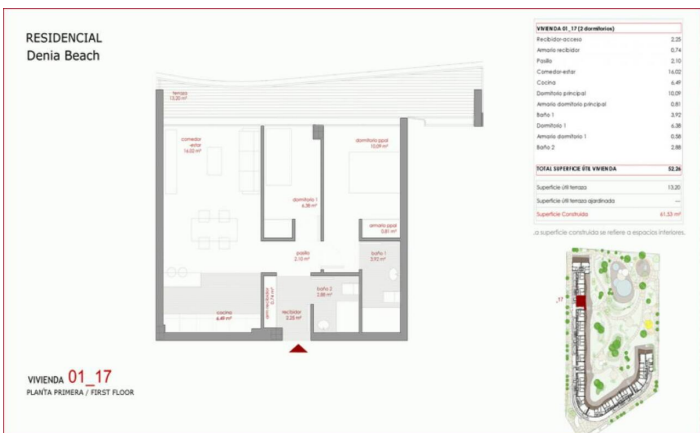 RESIDENCIAL
Denia Beach
terraza
13,20 m²
comedor
estar
16,02 m²
dormitorio ppal
10,09 m²
dormitorio 1
6,38 m²
armario ppal
0,81 m²
pasillo
2,10 m²
baño 1
3,92 m²
baño 2
2,88 m²
arm recibidor
0,74 m²
cocina
6,49 m²
recibidor
2,25 m²
VIVIENDA 01_17
PLANTA PRIMERA / FIRST FLOOR
VIVIENDA 01_17 (2 dormitorios)
Recibidor-acceso 2,25
Armario recibidor 0,74
Pasillo 2,10
Comedor-estar 16,02
Cocina 6,49
Dormitorio principal 10,09
Armario dormitorio principal 0,81
Baño 1 3,92
Dormitorio 1 6,38
Armario dormitorio 1 0,58
Baño 2 2,88
TOTAL SUPERFICIE ÚTIL VIVIENDA 52,26
Superficie útil terraza 13,20
Superficie útil terraza ajardinada ---
Superficie Construida 61,53 m²
.a superficie construida se refiere a espacios interiores.
_17